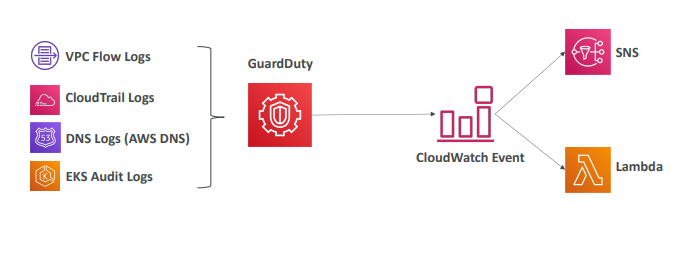 VPC Flow Logs
CloudTrail Logs
53
DNS Logs (AWS DNS)
EKS Audit Logs
GuardDuty
CloudWatch Event
SNS
Lambda